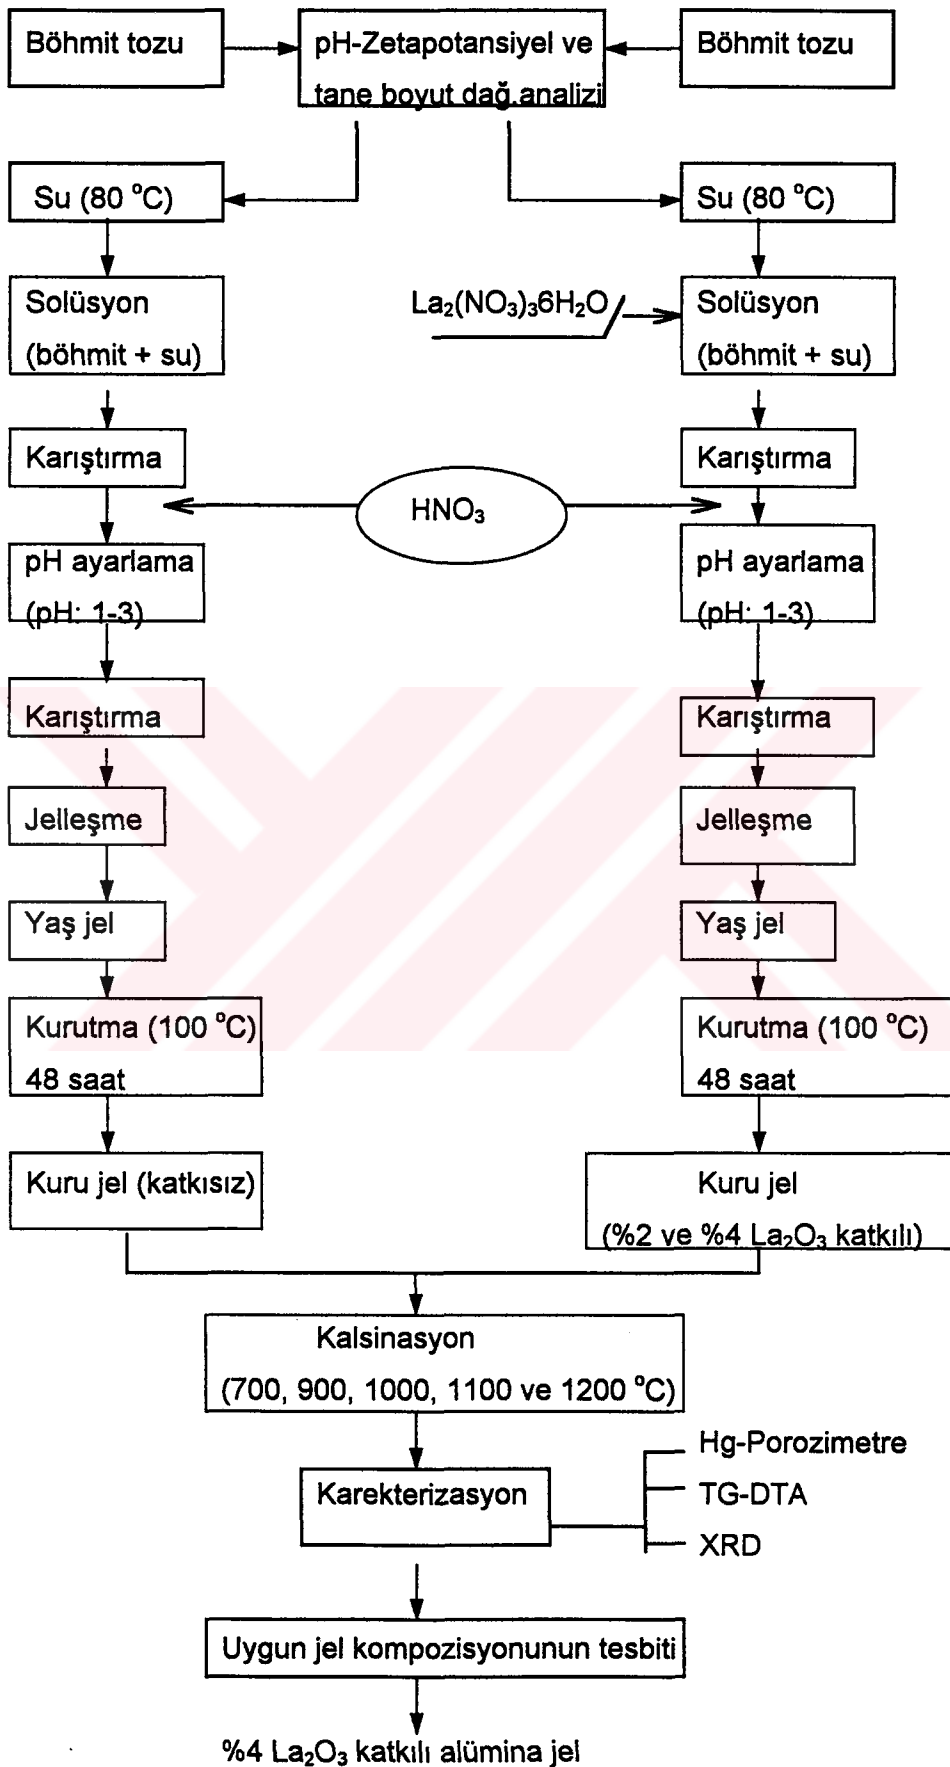 Böhmit tozu
pH-Zetapotansiyel ve
tane boyut dağ.analizi
Böhmit tozu
Su (80 °C)
Su (80 °C)
Solüsyon
(böhmit + su)
La₂(NO₃)₃6H₂O
Solüsyon
(böhmit + su)
Karıştırma
Karıştırma
HNO₃
pH ayarlama
(pH: 1-3)
pH ayarlama
(pH: 1-3)
Karıştırma
Karıştırma
Jelleşme
Jelleşme
Yaş jel
Yaş jel
Kurutma (100 °C)
48 saat
Kurutma (100 °C)
48 saat
Kuru jel (katkısız)
Kuru jel
(%2 ve %4 La₂O₃ katkılı)
Kalsinasyon
(700, 900, 1000, 1100 ve 1200 °C)
Karekterizasyon
Hg-Porozimetre
TG-DTA
XRD
Uygun jel kompozisyonunun tesbiti
%4 La₂O₃ katkılı alümina jel